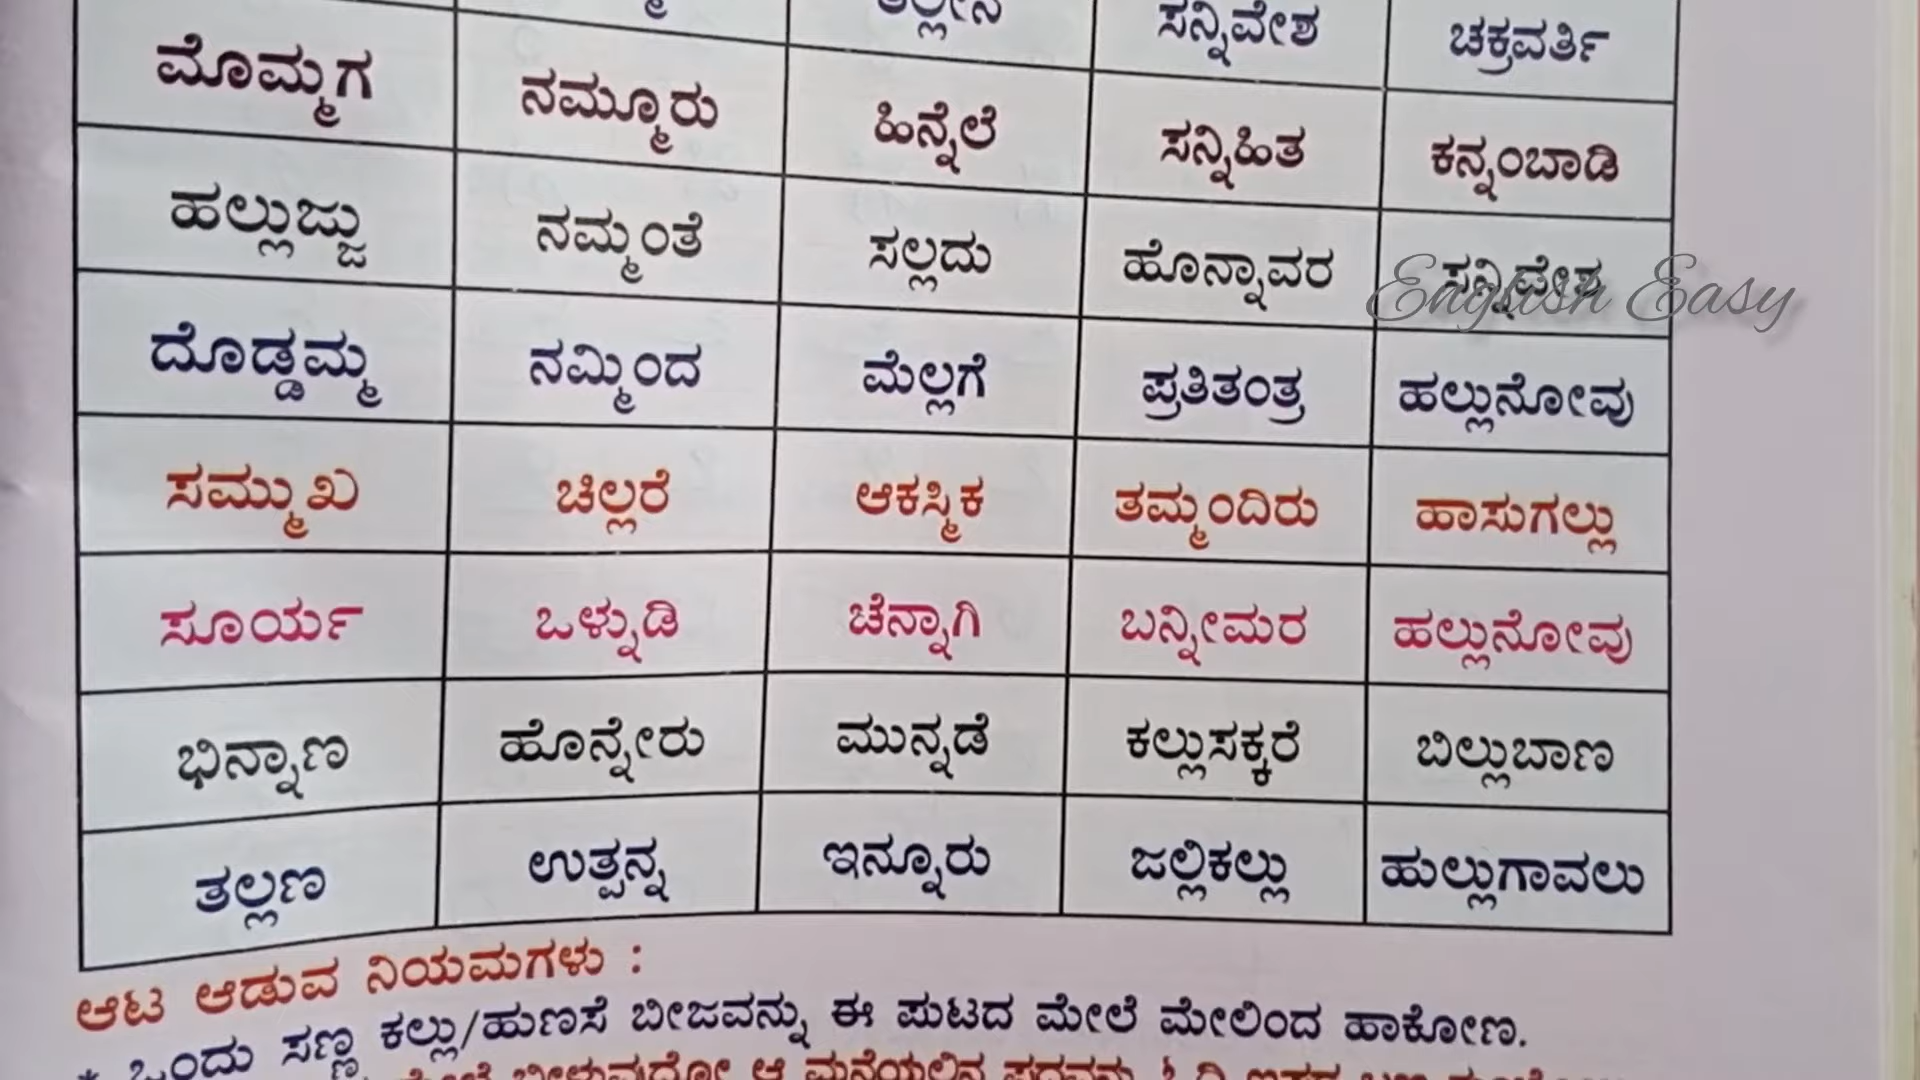 ಸನ್ನಿವೇಶ ಚಕ್ರವರ್ತಿ
ಮೊಮ್ಮಗ ನಮ್ಮೂರು ಹಿನ್ನೆಲೆ ಸನ್ನಿಹಿತ ಕನ್ನಂಬಾಡಿ
ಹಲ್ಲುಜ್ಜು ನಮ್ಮಂತೆ ಸಲ್ಲದು ಹೊನ್ನಾವರ ಸನ್ನಿವೇಶ
English Easy
ದೊಡ್ಡಮ್ಮ ನಮ್ಮಿಂದ ಮೆಲ್ಲಗೆ ಪ್ರತಿತಂತ್ರ ಹಲ್ಲುನೋವು
ಸಮ್ಮುಖ ಚಿಲ್ಲರೆ ಆಕಸ್ಮಿಕ ತಮ್ಮಂದಿರು ಹಾಸುಗಲ್ಲು
ಸೂರ್ಯ ಒಳ್ನುಡಿ ಚೆನ್ನಾಗಿ ಬನ್ನೀಮರ ಹಲ್ಲುನೋವು
ಭಿನ್ನಾಣ ಹೊನ್ನೇರು ಮುನ್ನಡೆ ಕಲ್ಲುಸಕ್ಕರೆ ಬಿಲ್ಲುಬಾಣ
ತಲ್ಲಣ ಉತ್ಪನ್ನ ಇನ್ನೂರು ಜಲ್ಲಿಕಲ್ಲು ಹುಲ್ಲುಗಾವಲು
ಆಟ ಆಡುವ ನಿಯಮಗಳು :
* ಒಂದು ಸಣ್ಣ ಕಲ್ಲು/ಹುಣಸೆ ಬೀಜವನ್ನು ಈ ಪುಟದ ಮೇಲೆ ಮೇಲಿಂದ ಹಾಕೋಣ.